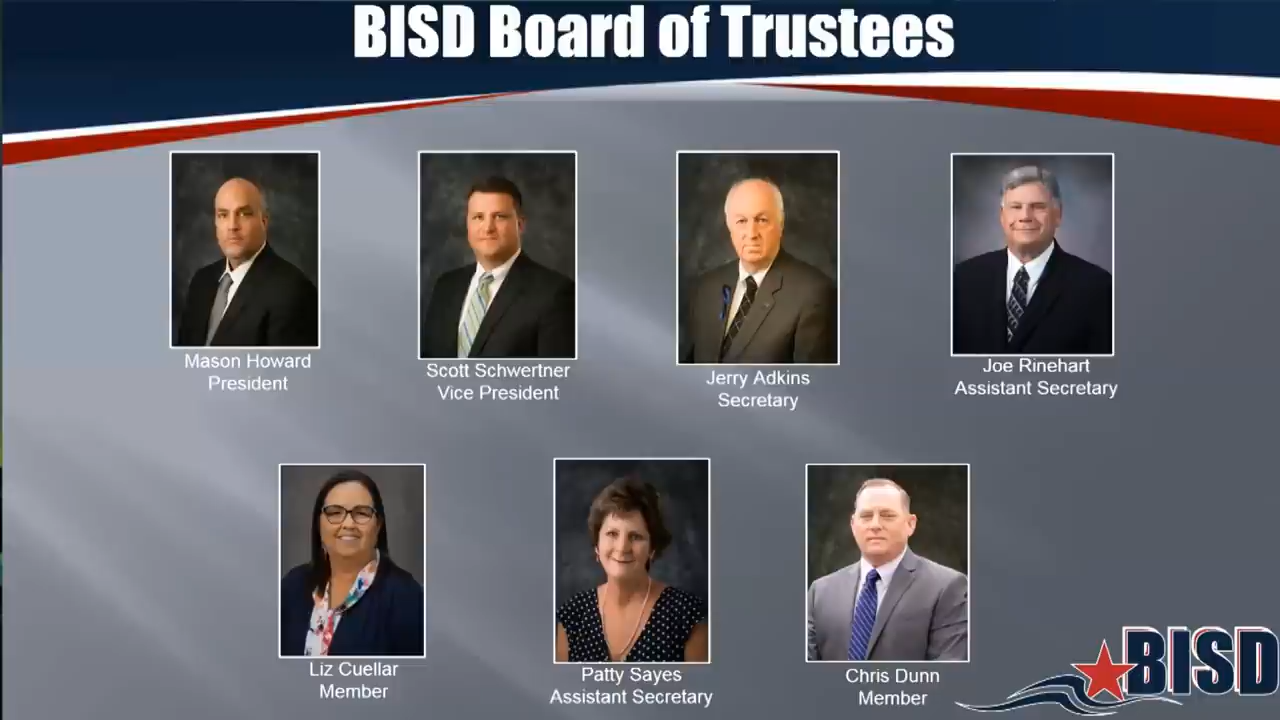 BISD Board of Trustees
Mason Howard
President
Scott Schwertner
Vice President
Jerry Adkins
Secretary
Joe Rinehart
Assistant Secretary
Liz Cuellar
Member
Patty Sayes
Assistant Secretary
Chris Dunn
Member
BISD